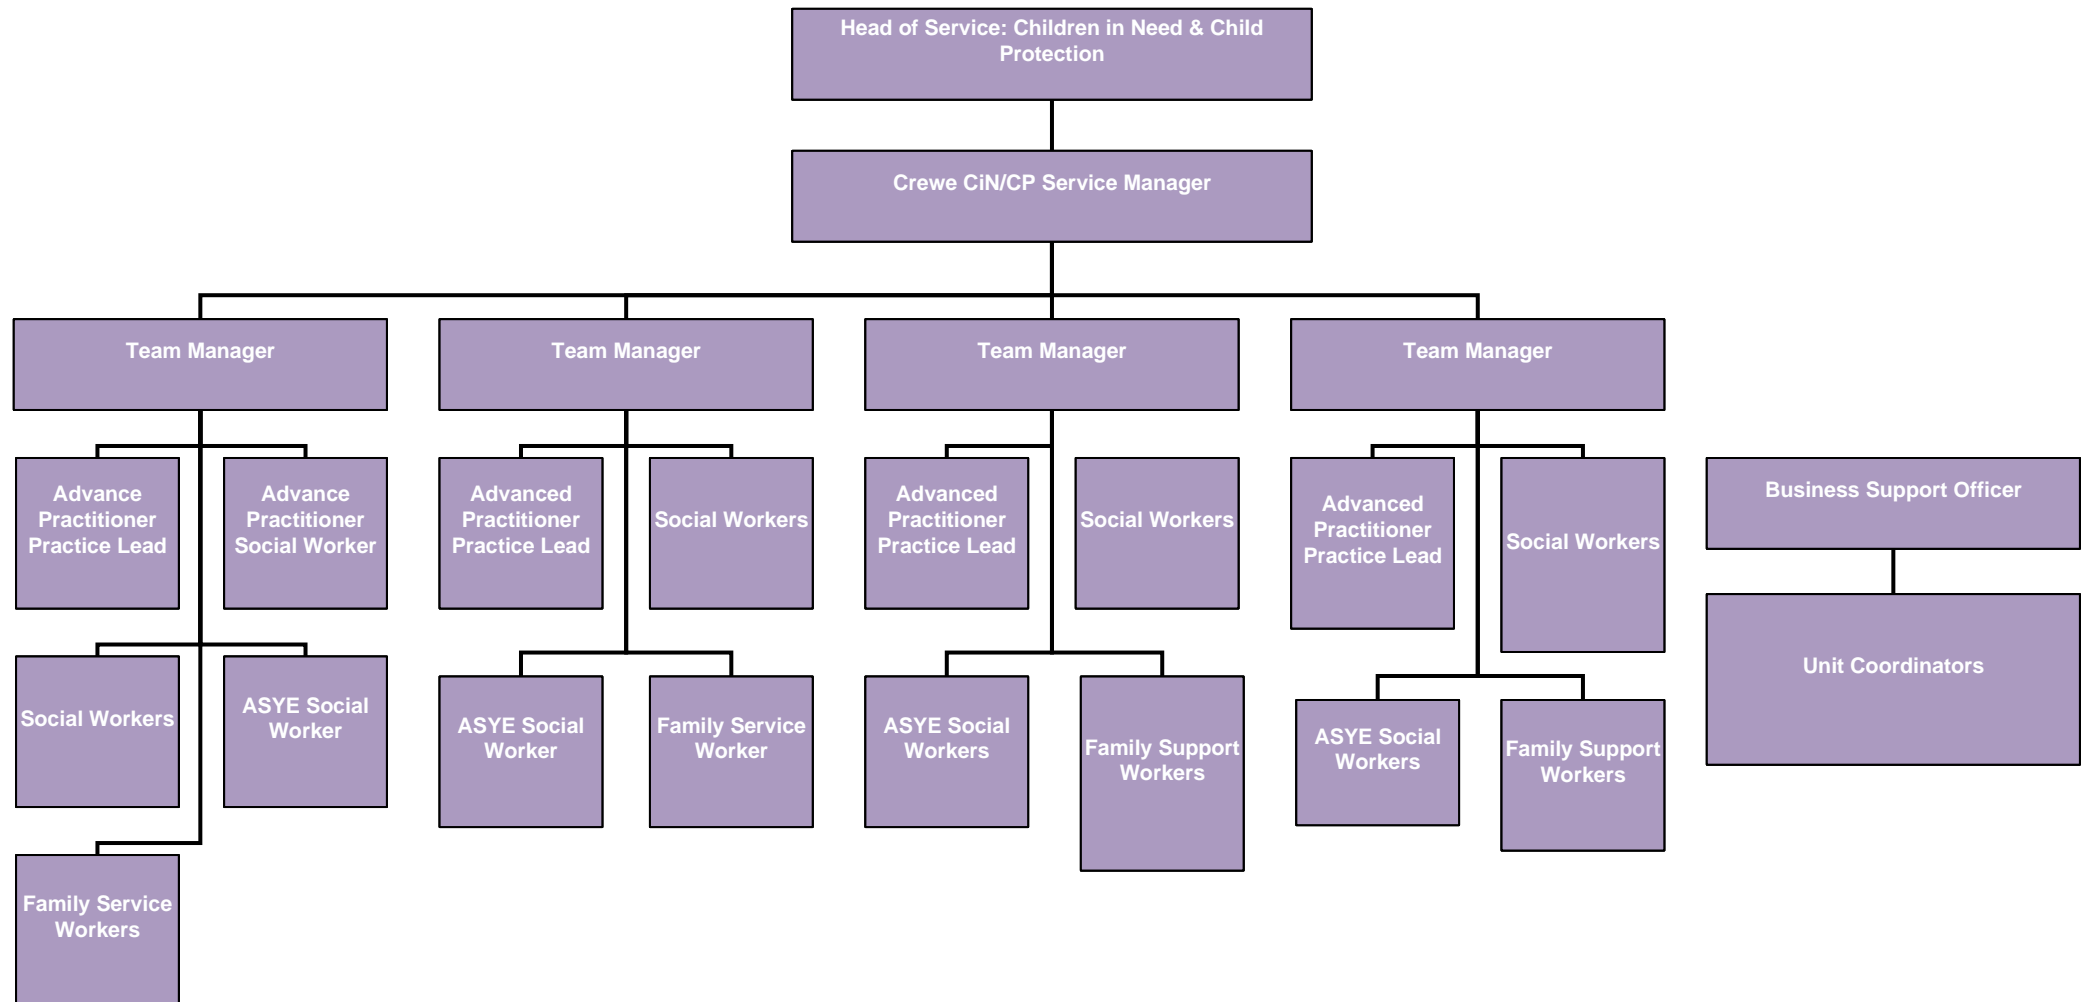 Head of Service: Children in Need & Child
Protection
Crewe CiN/CP Service Manager
Team Manager
Team Manager
Team Manager
Team Manager
Advance
Practitioner
Practice Lead
Advance
Practitioner
Social Worker
Advanced
Practitioner
Practice Lead
Social Workers
Advanced
Practitioner
Practice Lead
Social Workers
Advanced
Practitioner
Practice Lead
Social Workers
Business Support Officer
Unit Coordinators
Social Workers
ASYE Social
Worker
ASYE Social
Worker
Family Service
Worker
ASYE Social
Workers
Family Support
Workers
ASYE Social
Workers
Family Support
Workers
Family Service
Workers